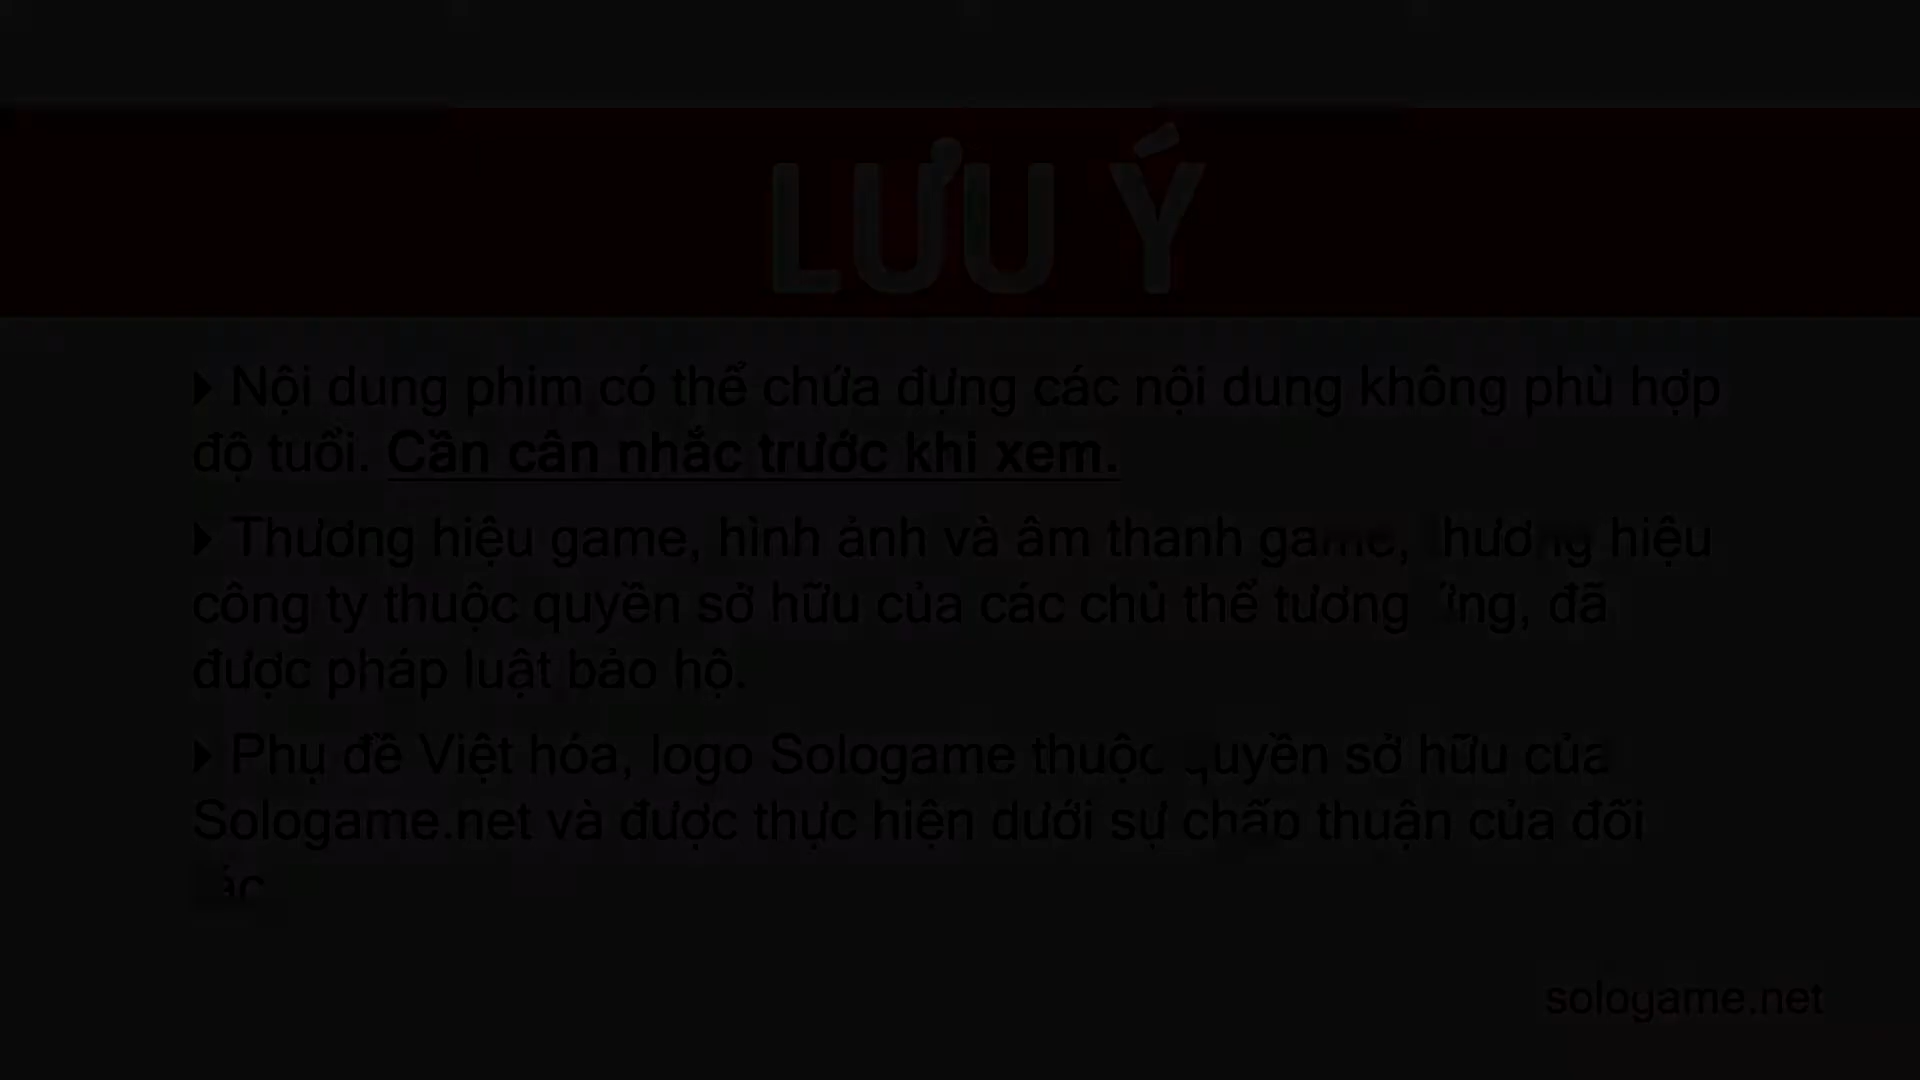 LƯU Ý
Nội dung phim có thể chứa đựng các nội dung không phù hợp
độ tuổi. Cần cân nhắc trước khi xem.
Thương hiệu game, hình ảnh và âm thanh game, thương hiệu
công ty thuộc quyền sở hữu của các chủ thể tương ứng, đã
được pháp luật bảo hộ.
Phụ đề Việt hóa, logo Sologame thuộc quyền sở hữu của
Sologame.net và được thực hiện dưới sự chấp thuận của đối
tác
sologame.net